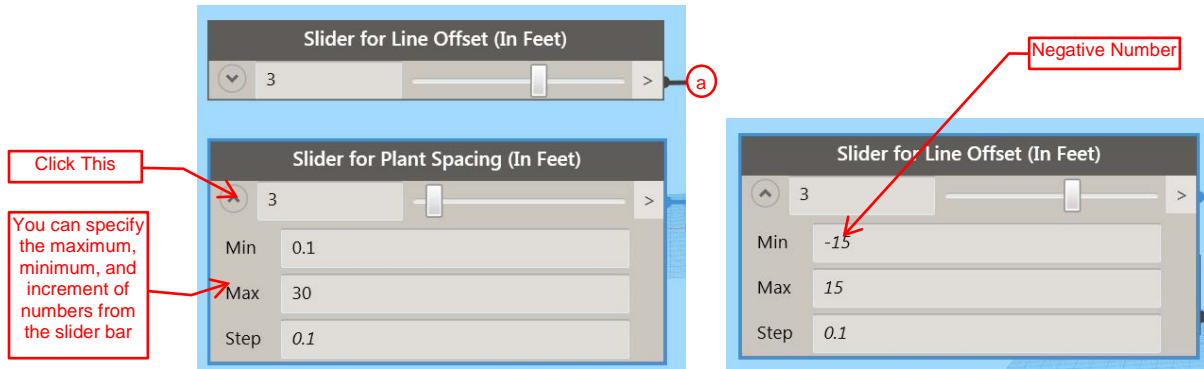 Slider for Line Offset (In Feet)
3
>
a
Click This
Slider for Plant Spacing (In Feet)
3
>
You can specify
the maximum,
minimum, and
increment of
numbers from
the slider bar
Min 0.1
Max 30
Step 0.1
Negative Number
Slider for Line Offset (In Feet)
3
>
Min -15
Max 15
Step 0.1